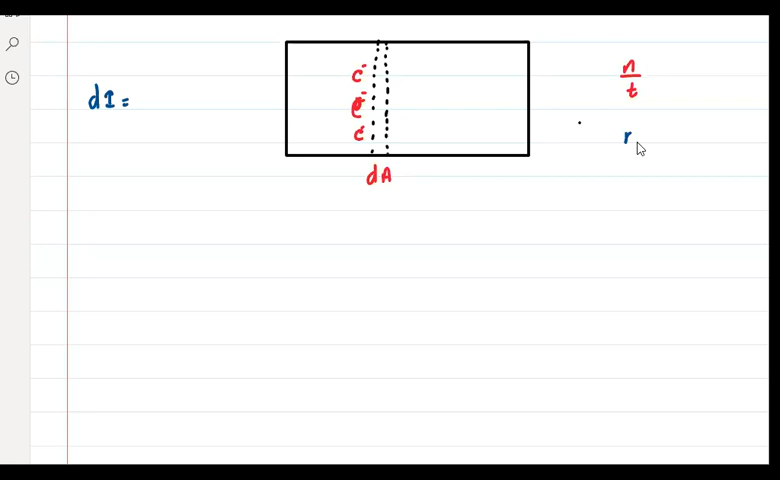 dI =
e⁻
e⁻
e⁻
dA
n
t
r